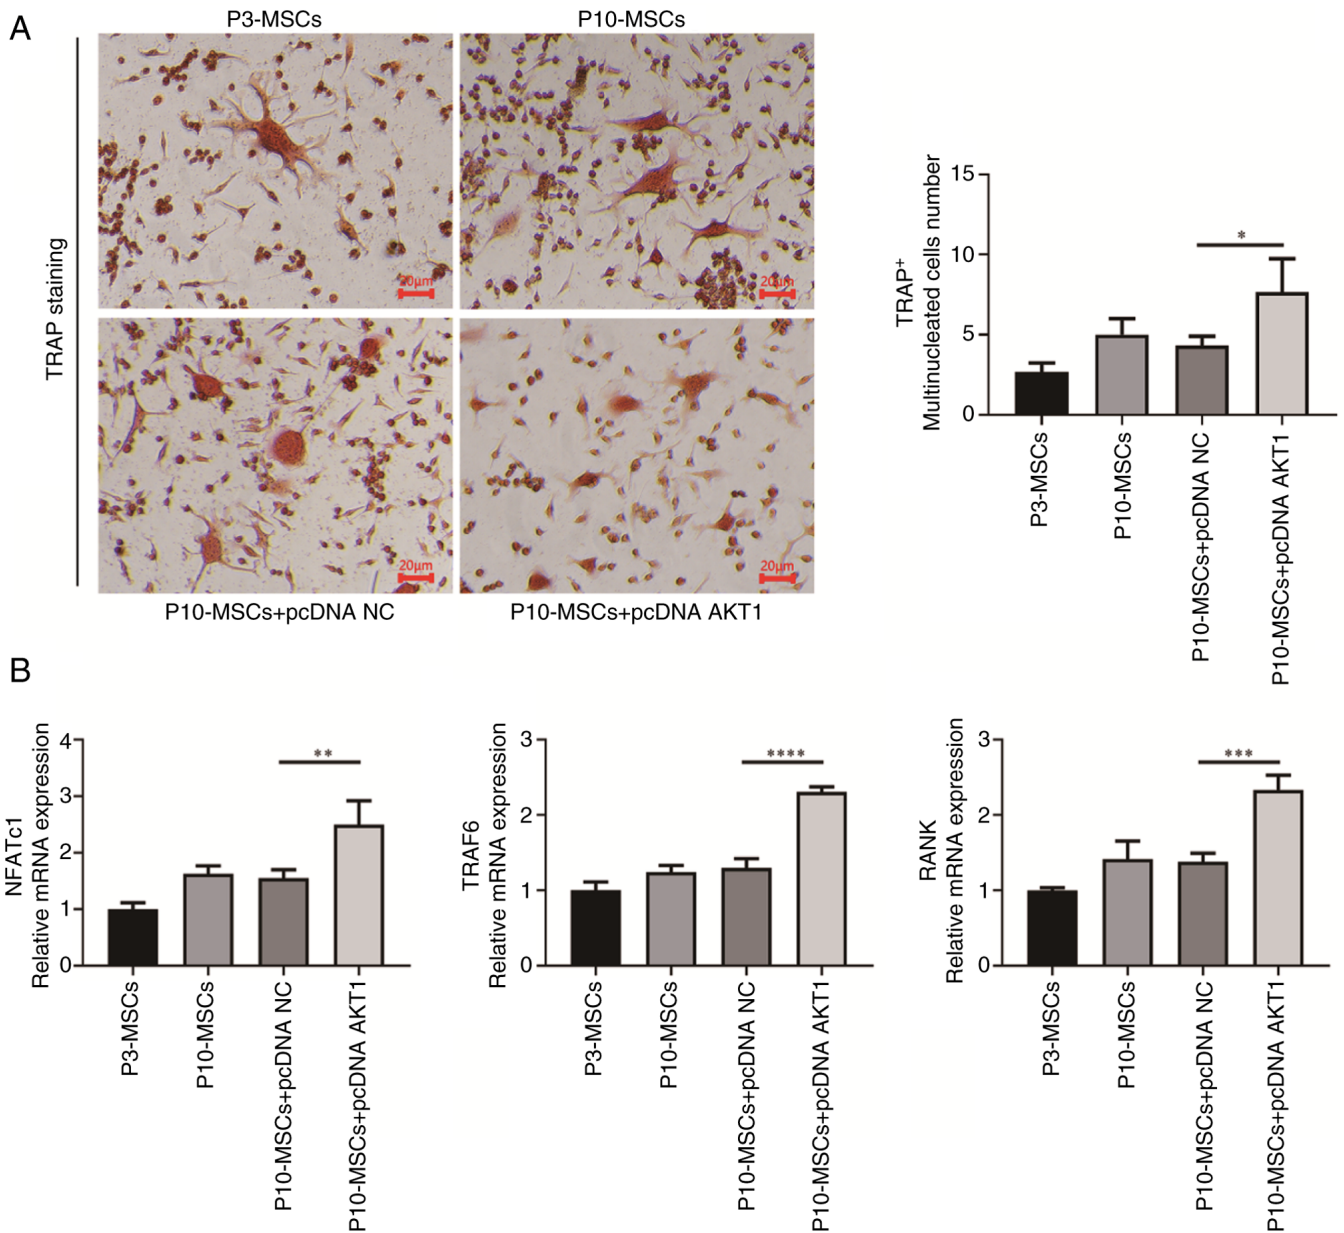 A
P3-MSCs
P10-MSCs
TRAP staining
20μm
20μm
20μm
20μm
P10-MSCs+pcDNA NC
P10-MSCs+pcDNA AKT1
TRAP+
Multinucleated cells number
15
10
5
0
*
P3-MSCs
P10-MSCs
P10-MSCs+pcDNA NC
P10-MSCs+pcDNA AKT1
B
NFATc1
Relative mRNA expression
4
3
2
1
0
**
P3-MSCs
P10-MSCs
P10-MSCs+pcDNA NC
P10-MSCs+pcDNA AKT1
TRAF6
Relative mRNA expression
3
2
1
0
****
P3-MSCs
P10-MSCs
P10-MSCs+pcDNA NC
P10-MSCs+pcDNA AKT1
RANK
Relative mRNA expression
3
2
1
0
***
P3-MSCs
P10-MSCs
P10-MSCs+pcDNA NC
P10-MSCs+pcDNA AKT1